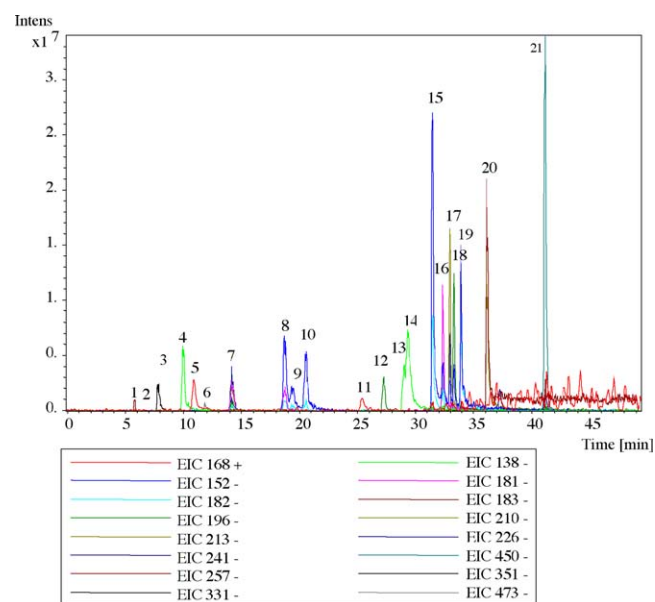 Intens
x1 7
3.
2.
2.
1.
1.
0.
0.
1 2 3 4 5 6 7 8 9 10 11 12 13 14 15 16 17 18 19 20 21
0 5 10 15 20 25 30 35 40 45
Time [min]
EIC 168 + EIC 138 -
EIC 152 - EIC 181 -
EIC 182 - EIC 183 -
EIC 196 - EIC 210 -
EIC 213 - EIC 226 -
EIC 241 - EIC 450 -
EIC 257 - EIC 351 -
EIC 331 - EIC 473 -